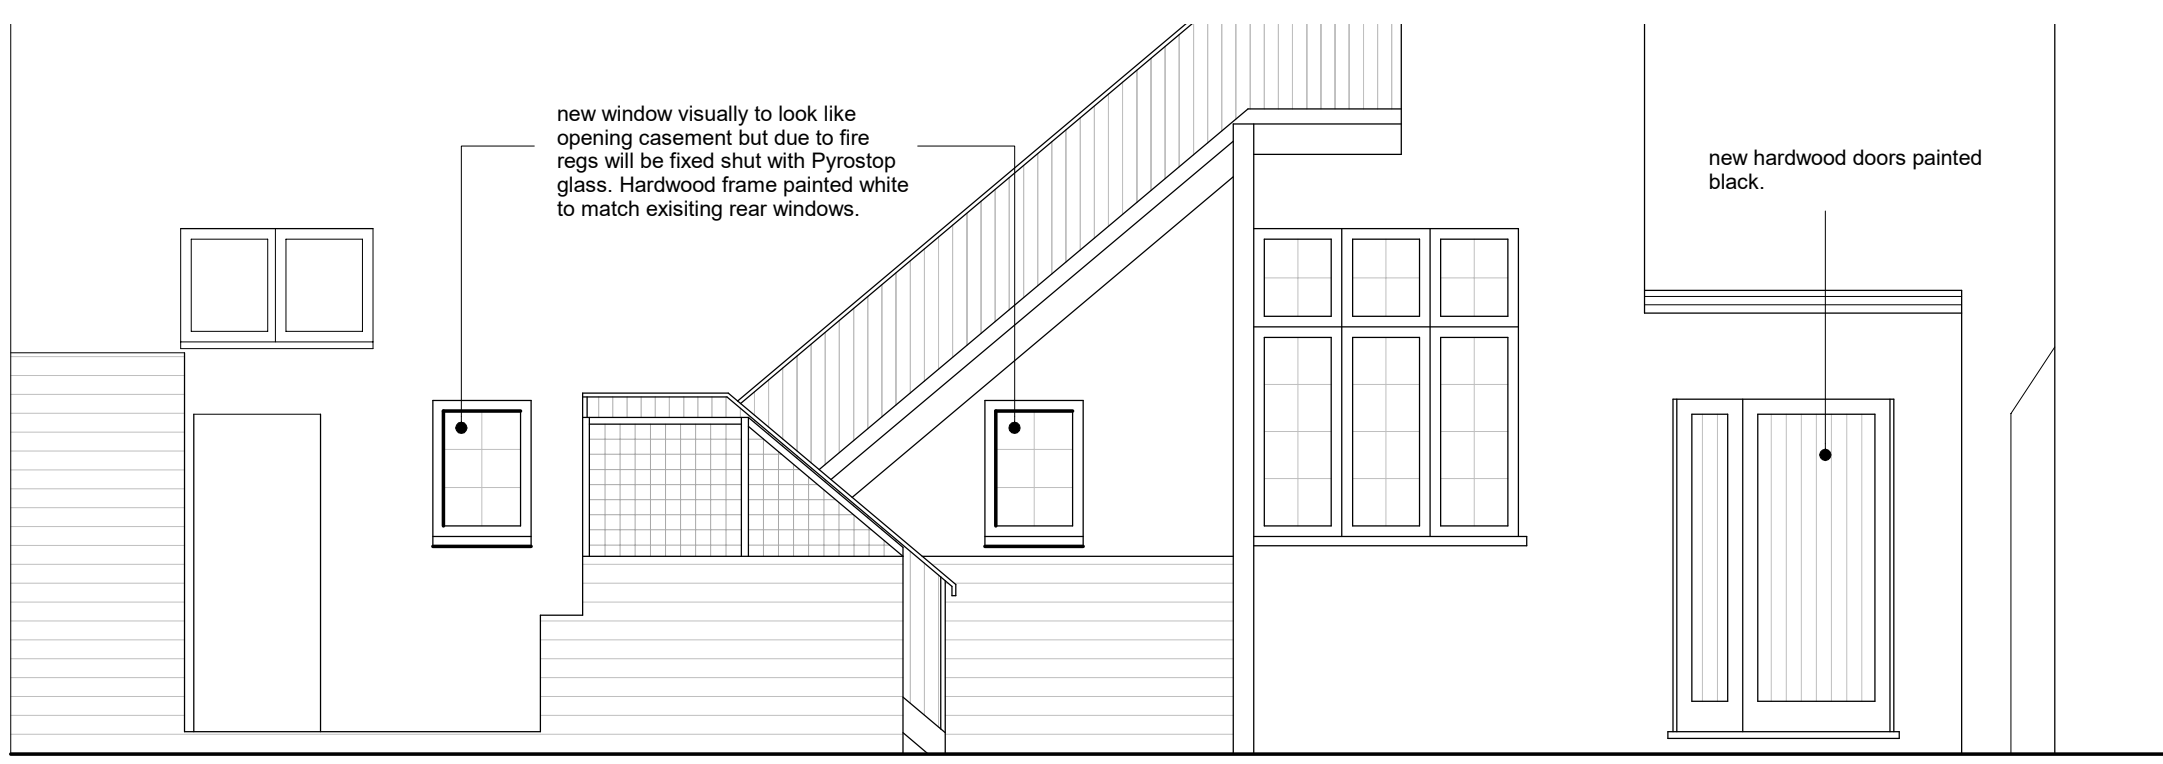 new window visually to look like
opening casement but due to fire
regs will be fixed shut with Pyrostop
glass. Hardwood frame painted white
to match exisiting rear windows.
new hardwood doors painted
black.